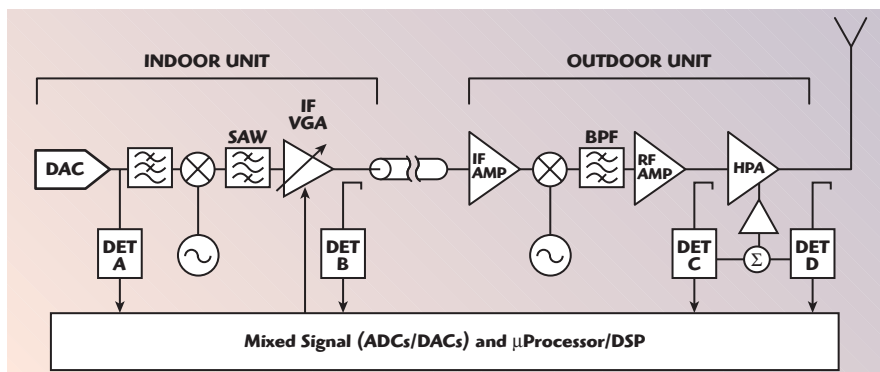 INDOOR UNIT
OUTDOOR UNIT
IF
VGA
SAW
BPF
DAC
IF
AMP
RF
AMP
HPA
DET
A
DET
B
DET
C
Σ
DET
D
Mixed Signal (ADCs/DACs) and µProcessor/DSP